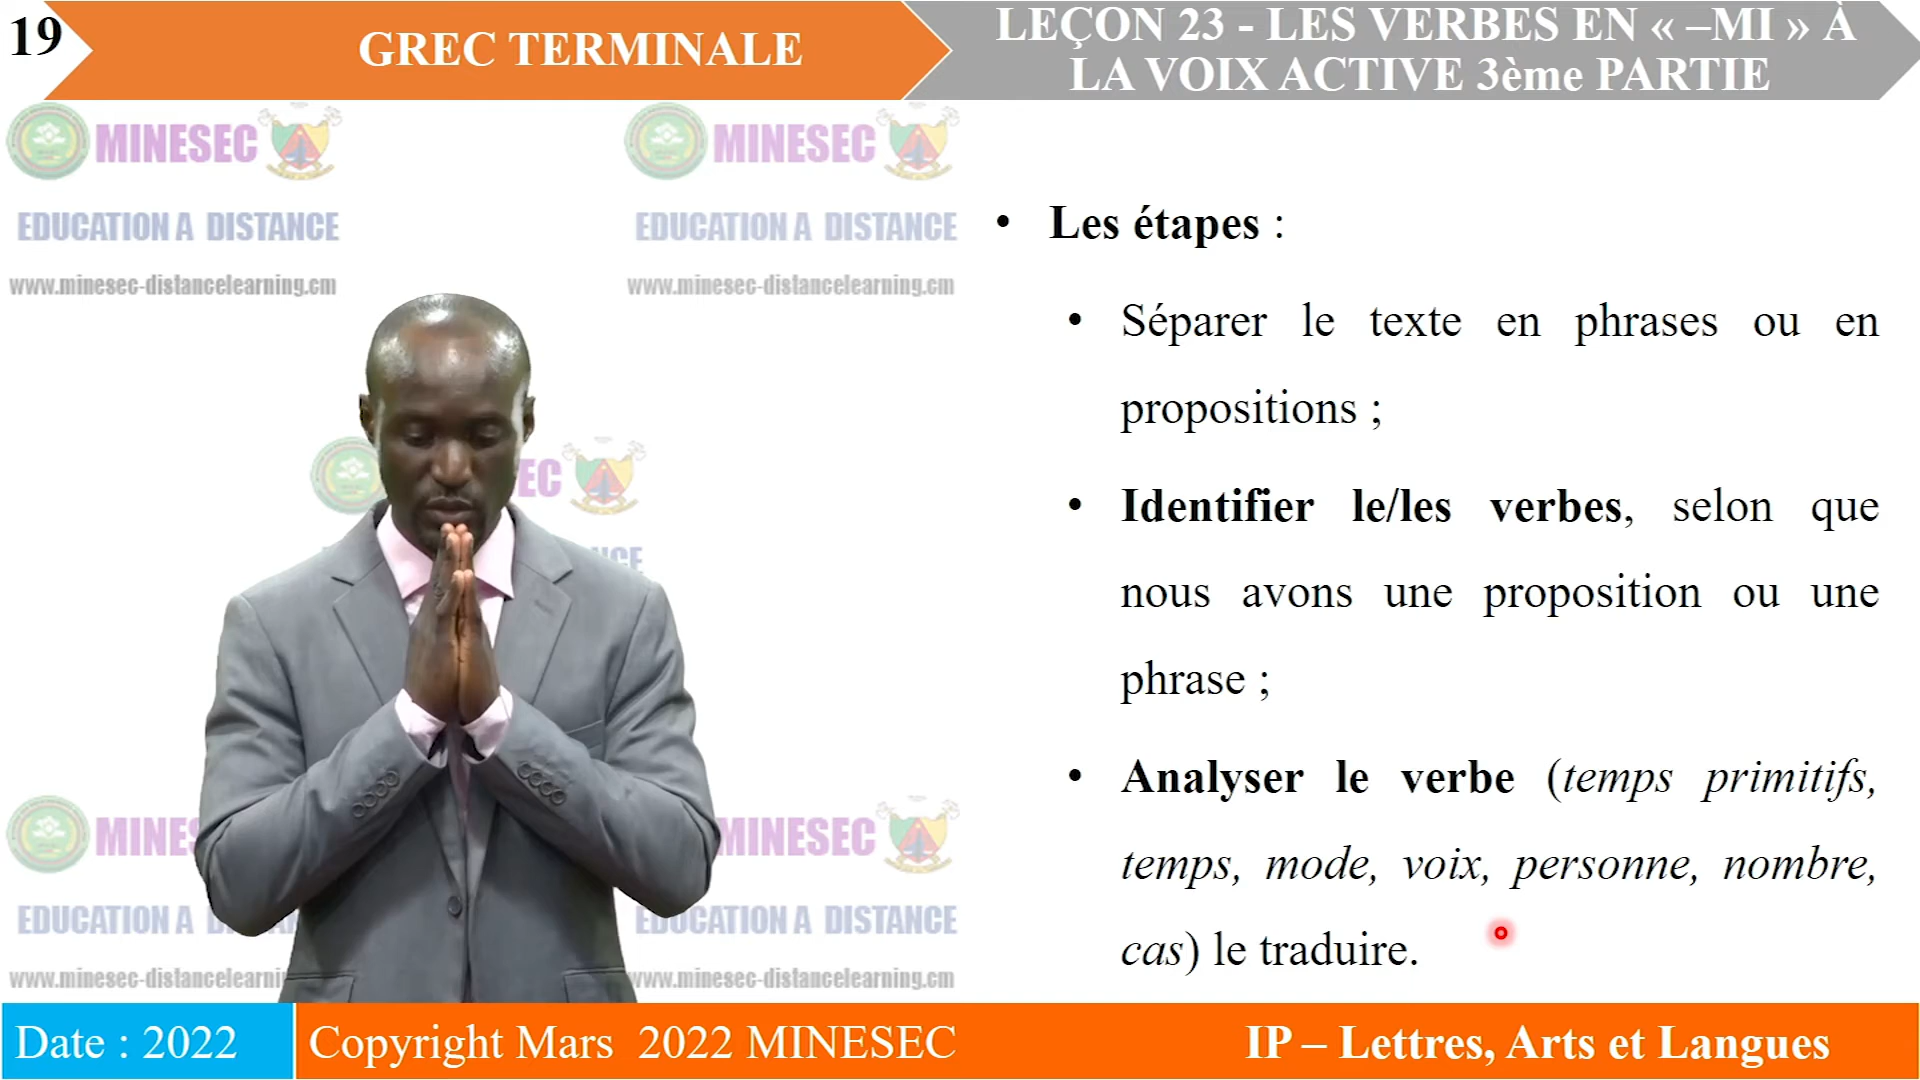 19
GREC TERMINALE
LEÇON 23 - LES VERBES EN « –MI » À
LA VOIX ACTIVE 3ème PARTIE
MINESEC
EDUCATION A DISTANCE
www.minesec-distancelearning.cm
MINESEC
EDUCATION A DISTANCE
www.minesec-distancelearning.cm
• Les étapes :
• Séparer le texte en phrases ou en
propositions ;
• Identifier le/les verbes, selon que
nous avons une proposition ou une
phrase ;
• Analyser le verbe (temps primitifs,
temps, mode, voix, personne, nombre,
cas) le traduire.
MINESEC
EDUCATION A DISTANCE
www.minesec-distancelearning.cm
Date : 2022
Copyright Mars 2022 MINESEC
IP – Lettres, Arts et Langues